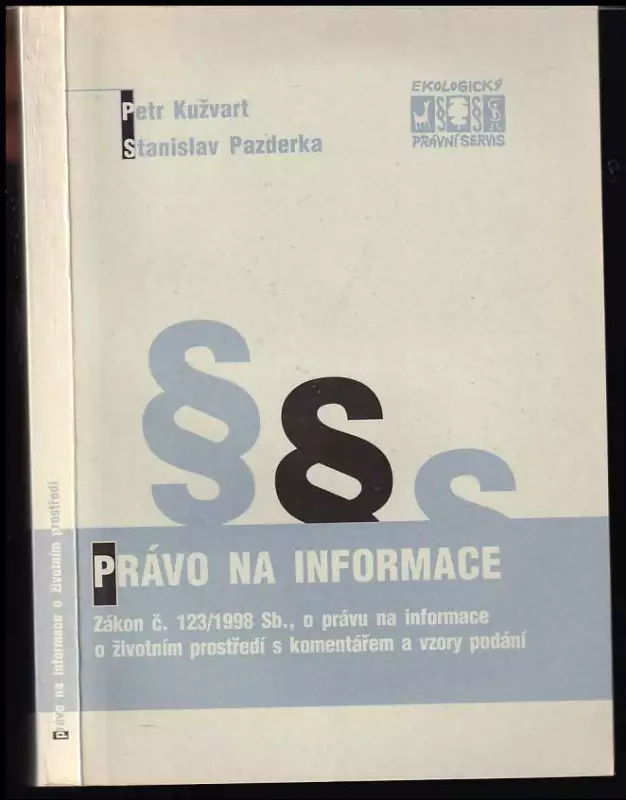 Petr Kužvart
Stanislav Pazderka
EKOLOGICKÝ
PRÁVNÍ SERVIS
PRÁVO NA INFORMACE
Zákon č. 123/1998 Sb., o právu na informace
o životním prostředí s komentářem a vzory podání
právo na informace o životním prostředí